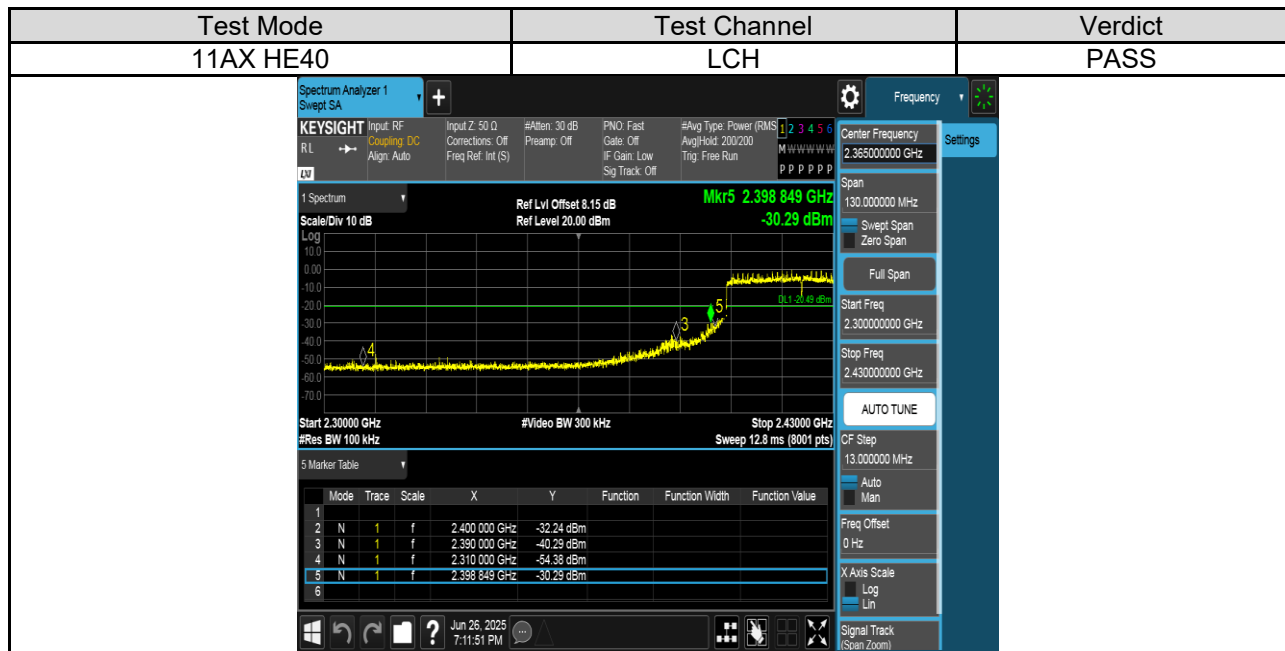 Test Mode Test Channel Verdict
11AX HE40 LCH PASS
Spectrum Analyzer 1
Swept SA
+
Frequency
KEYSIGHT
RL
LXI
Input: RF
Coupling: DC
Align: Auto
Input Z: 50 Ω
Corrections: Off
Freq Ref: Int (S)
#Atten: 30 dB
Preamp: Off
PNO: Fast
Gate: Off
IF Gain: Low
Sig Track: Off
#Avg Type: Power (RMS
Avg|Hold: 200/200
Trig: Free Run
1 2 3 4 5 6
M W W W W W
P P P P P P
1 Spectrum
Scale/Div 10 dB
Ref Lvl Offset 8.15 dB
Ref Level 20.00 dBm
Mkr5 2.398 849 GHz
-30.29 dBm
Log
10.0
0.00
-10.0
-20.0
-30.0
-40.0
-50.0
-60.0
-70.0
DL1 -20.49 dBm
5
3
4
Start 2.30000 GHz #Video BW 300 kHz Stop 2.43000 GHz
#Res BW 100 kHz Sweep 12.8 ms (8001 pts)
5 Marker Table
Mode Trace Scale X Y Function Function Width Function Value
1
2 N 1 f 2.400 000 GHz -32.24 dBm
3 N 1 f 2.390 000 GHz -40.29 dBm
4 N 1 f 2.310 000 GHz -54.38 dBm
5 N 1 f 2.398 849 GHz -30.29 dBm
6
?
Jun 26, 2025
7:11:51 PM
Center Frequency
2.365000000 GHz
Settings
Span
130.000000 MHz
Swept Span
Zero Span
Full Span
Start Freq
2.300000000 GHz
Stop Freq
2.430000000 GHz
AUTO TUNE
CF Step
13.000000 MHz
Auto
Man
Freq Offset
0 Hz
X Axis Scale
Log
Lin
Signal Track
(Span Zoom)